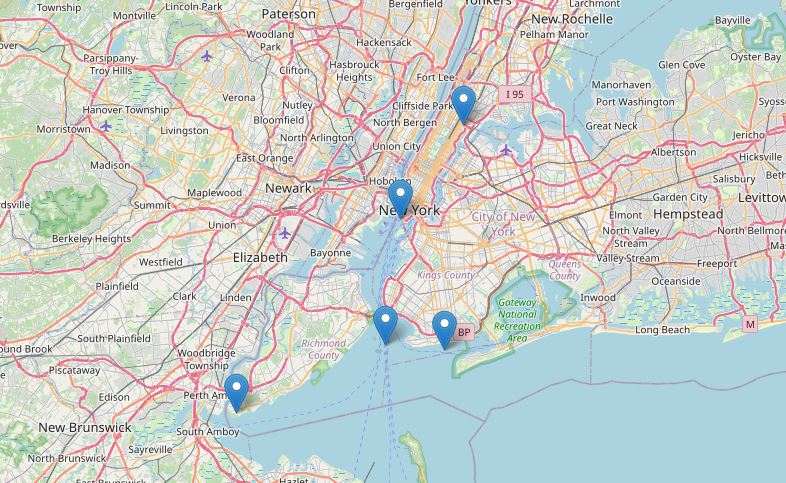 Township
Lincoln Park
Bergenfield
Yonkers
Larchmont
Montville
Paterson
New Rochelle
Bayville
Woodland
Park
Hackensack
Pelham Manor
Parsippany-
Troy Hills
Clifton
Hasbrouck
Heights
Fort Lee
Glen Cove
Oyster Bay
I 95
Manorhaven
Verona
Nutley
Cliffside Park
Port Washington
Syosset
Hanover Township
Bloomfield
North Bergen
Great Neck
Morristown
Livingston
North Arlington
Jericho
Union City
East Orange
Albertson
Hicksville
Newark
Hoboken
Salisbury
Maplewood
Garden City
Levittown
Summit
New York
City of New
York
Elmont
Hempstead
Union
North Valley
Stream
North Bellmore
Berkeley Heights
Bayonne
Elizabeth
Westfield
Kings County
Queens
County
Valley Stream
Freeport
Plainfield
Clark
Linden
Inwood
Oceanside
Gateway
National
Recreation
Area
BP
Long Beach
M
South Plainfield
Richmond
County
Bound Brook
Woodbridge
Township
Piscataway
Edison
Perth Am
New Brunswick
South Amboy
Sayreville
North Brunswick
Hazlet